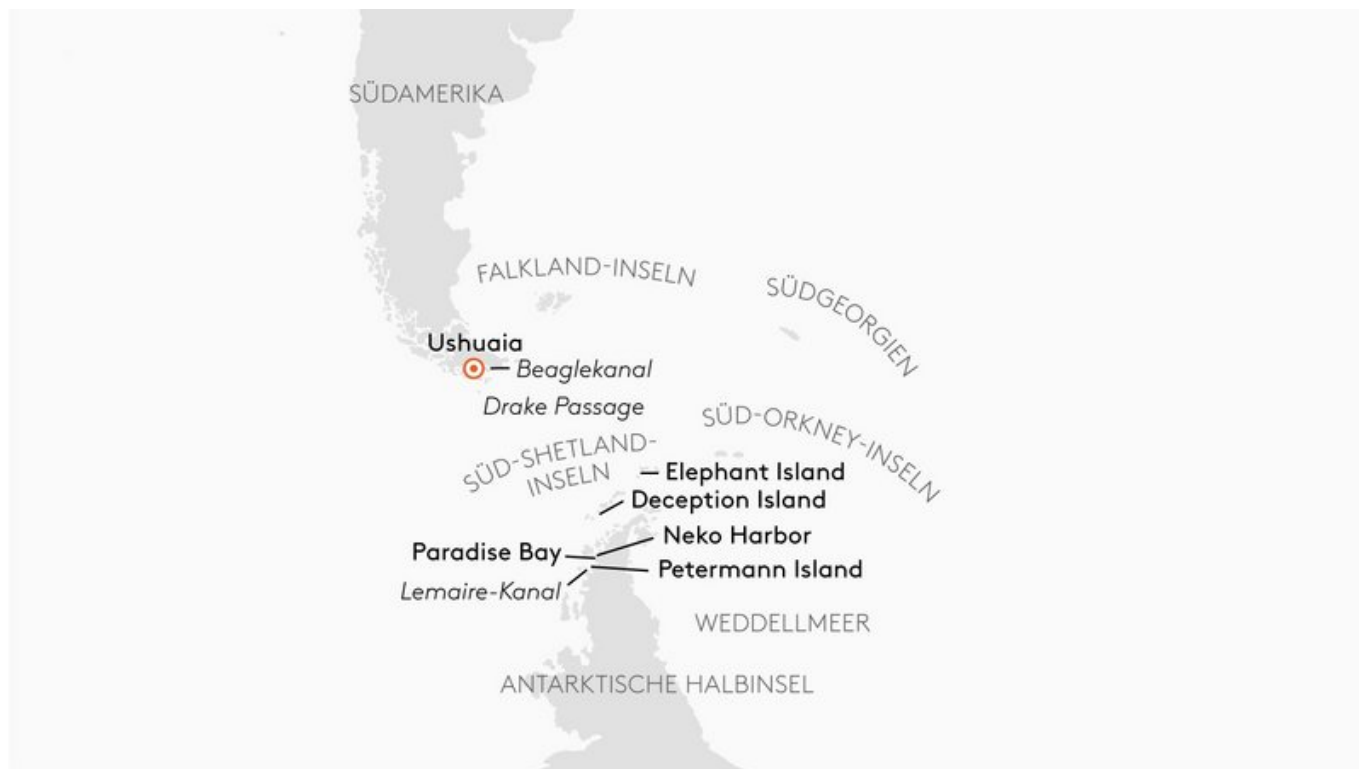 SÜDAMERIKA
FALKLAND-INSELN
SÜDGEORGIEN
Ushuaia
Beaglekanal
Drake Passage
SÜD-ORKNEY-INSELN
SÜD-SHETLAND-
INSELN
Elephant Island
Deception Island
Neko Harbor
Paradise Bay
Petermann Island
Lemaire-Kanal
WEDDELLMEER
ANTARKTISCHE HALBINSEL